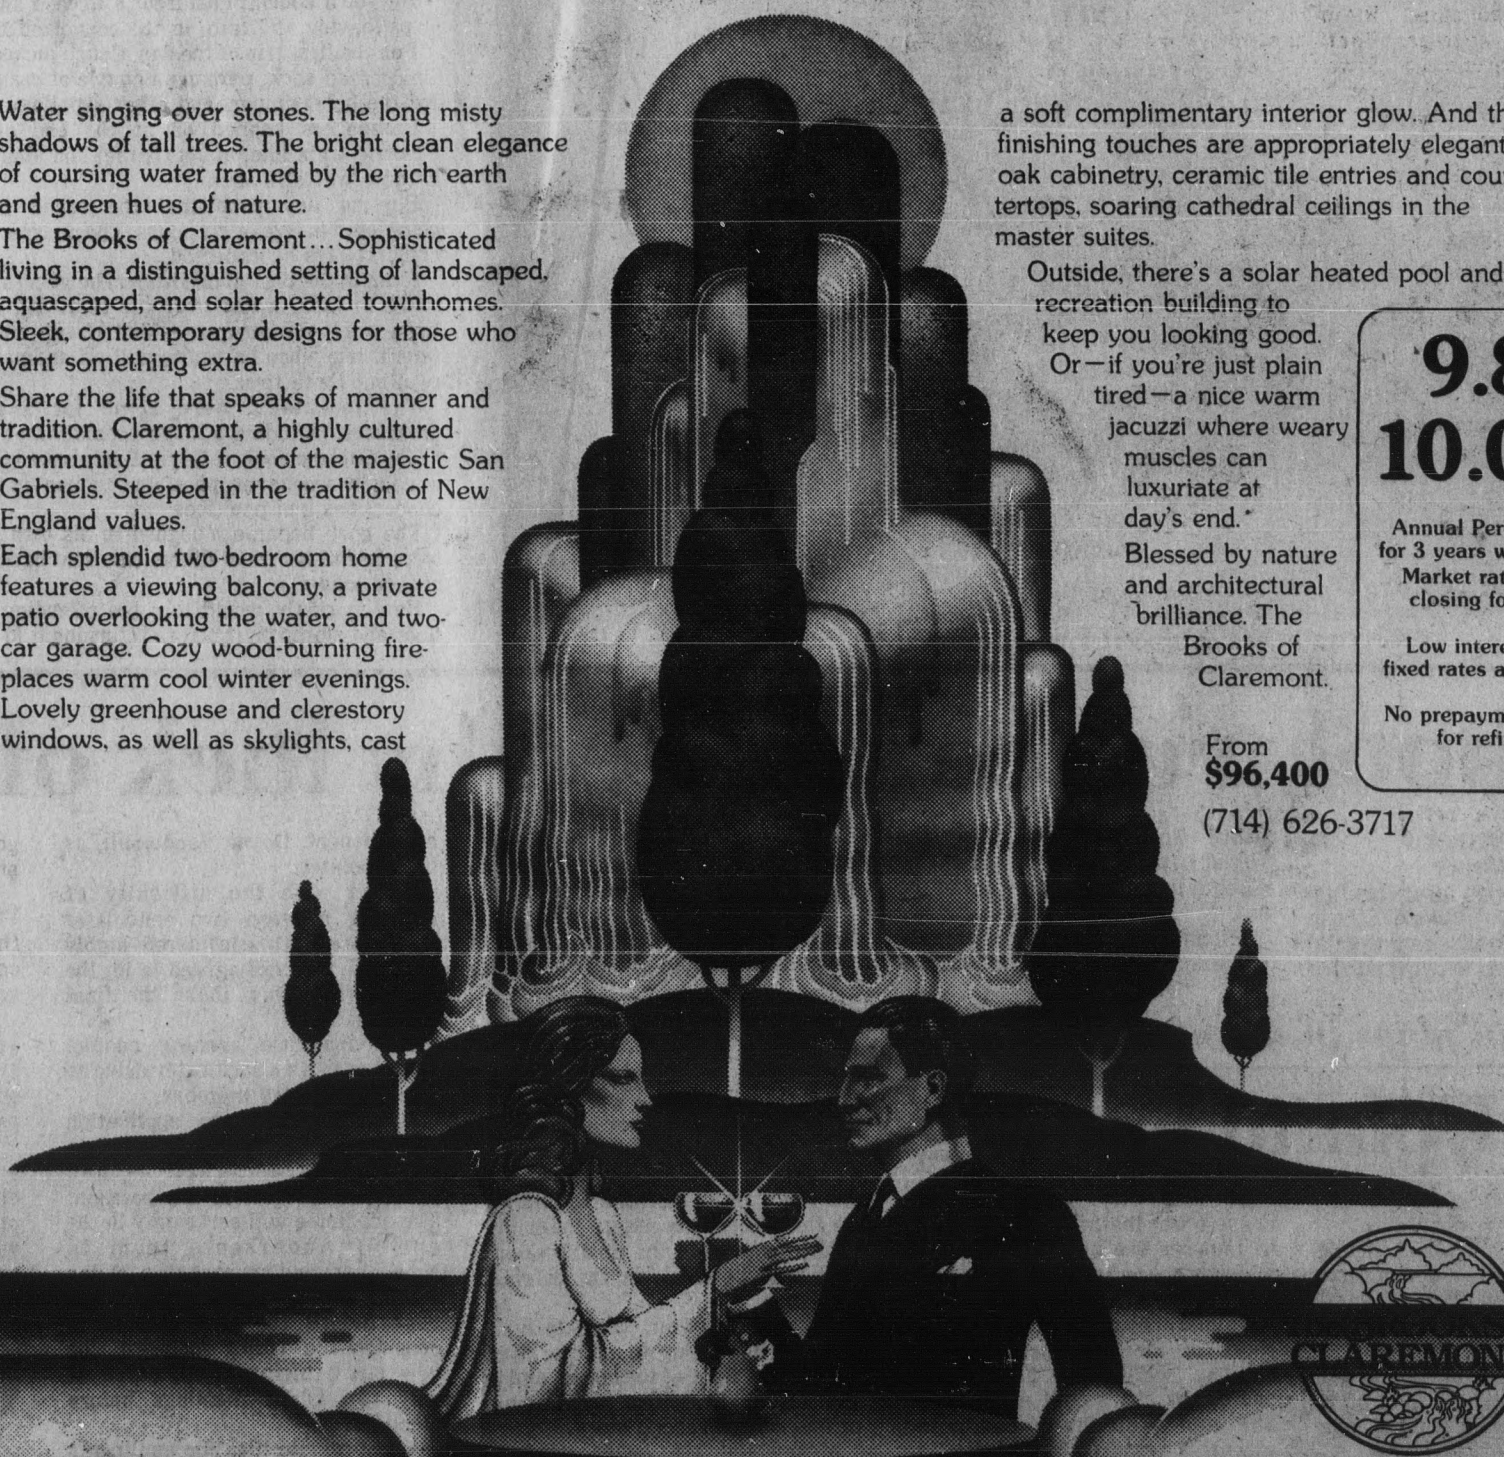 Water singing over stones. The long misty
shadows of tall trees. The bright clean elegance
of coursing water framed by the rich earth
and green hues of nature.
The Brooks of Claremont... Sophisticated
living in a distinguished setting of landscaped,
aquascaped, and solar heated townhomes.
Sleek, contemporary designs for those who
want something extra.
Share the life that speaks of manner and
tradition. Claremont, a highly cultured
community at the foot of the majestic San
Gabriels. Steeped in the tradition of New
England values.
Each splendid two-bedroom home
features a viewing balcony, a private
patio overlooking the water, and two-
car garage. Cozy wood-burning fire-
places warm cool winter evenings.
Lovely greenhouse and clerestory
windows, as well as skylights, cast
a soft complimentary interior glow. And th
finishing touches are appropriately elegant
oak cabinetry, ceramic tile entries and cou
tertops, soaring cathedral ceilings in the
master suites.
Outside, there's a solar heated pool and
recreation building to
keep you looking good.
Or—if you're just plain
tired—a nice warm
jacuzzi where weary
muscles can
luxuriate at
day's end.
Blessed by nature
and architectural
brilliance. The
Brooks of
Claremont.
From
$96,400
(714) 626-3717
9.8
10.0
Annual Per
for 3 years w
Market rat
closing fo
Low intere
fixed rates a
No prepaym
for refi
CLAREMON